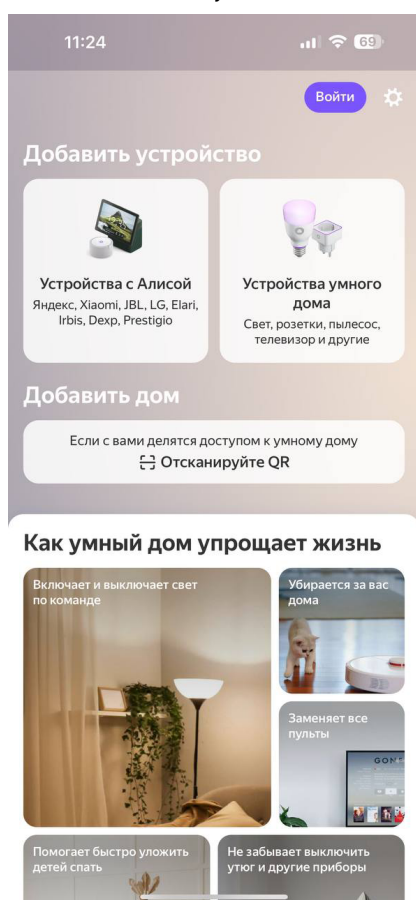 11:24
69
Войти
Добавить устройство
Устройства с Алисой
Яндекс, Xiaomi, JBL, LG, Elari,
Irbis, Dexp, Prestigio
Устройства умного
дома
Свет, розетки, пылесос,
телевизор и другие
Добавить дом
Если с вами делятся доступом к умному дому
Отсканируйте QR
Как умный дом упрощает жизнь
Включает и выключает свет
по команде
Убирается за вас
дома
Заменяет все
пульты
Помогает быстро уложить
детей спать
Не забывает выключить
утюг и другие приборы